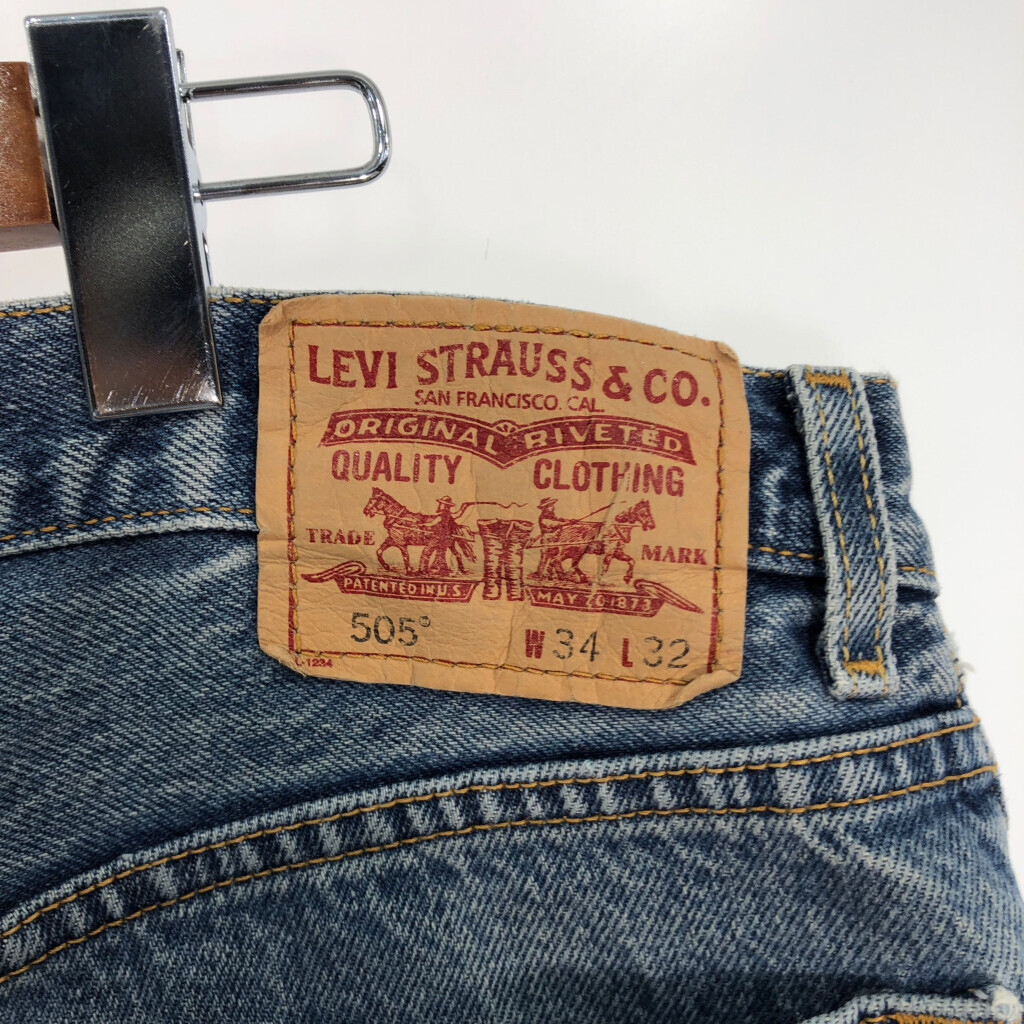 LEVI STRAUSS & CO.
SAN FRANCISCO. CAL.
ORIGINAL RIVETED
QUALITY CLOTHING
TRADE MARK
PATENTED IN U.S. MAY 20 1873
505° W 34 L 32
L-1234